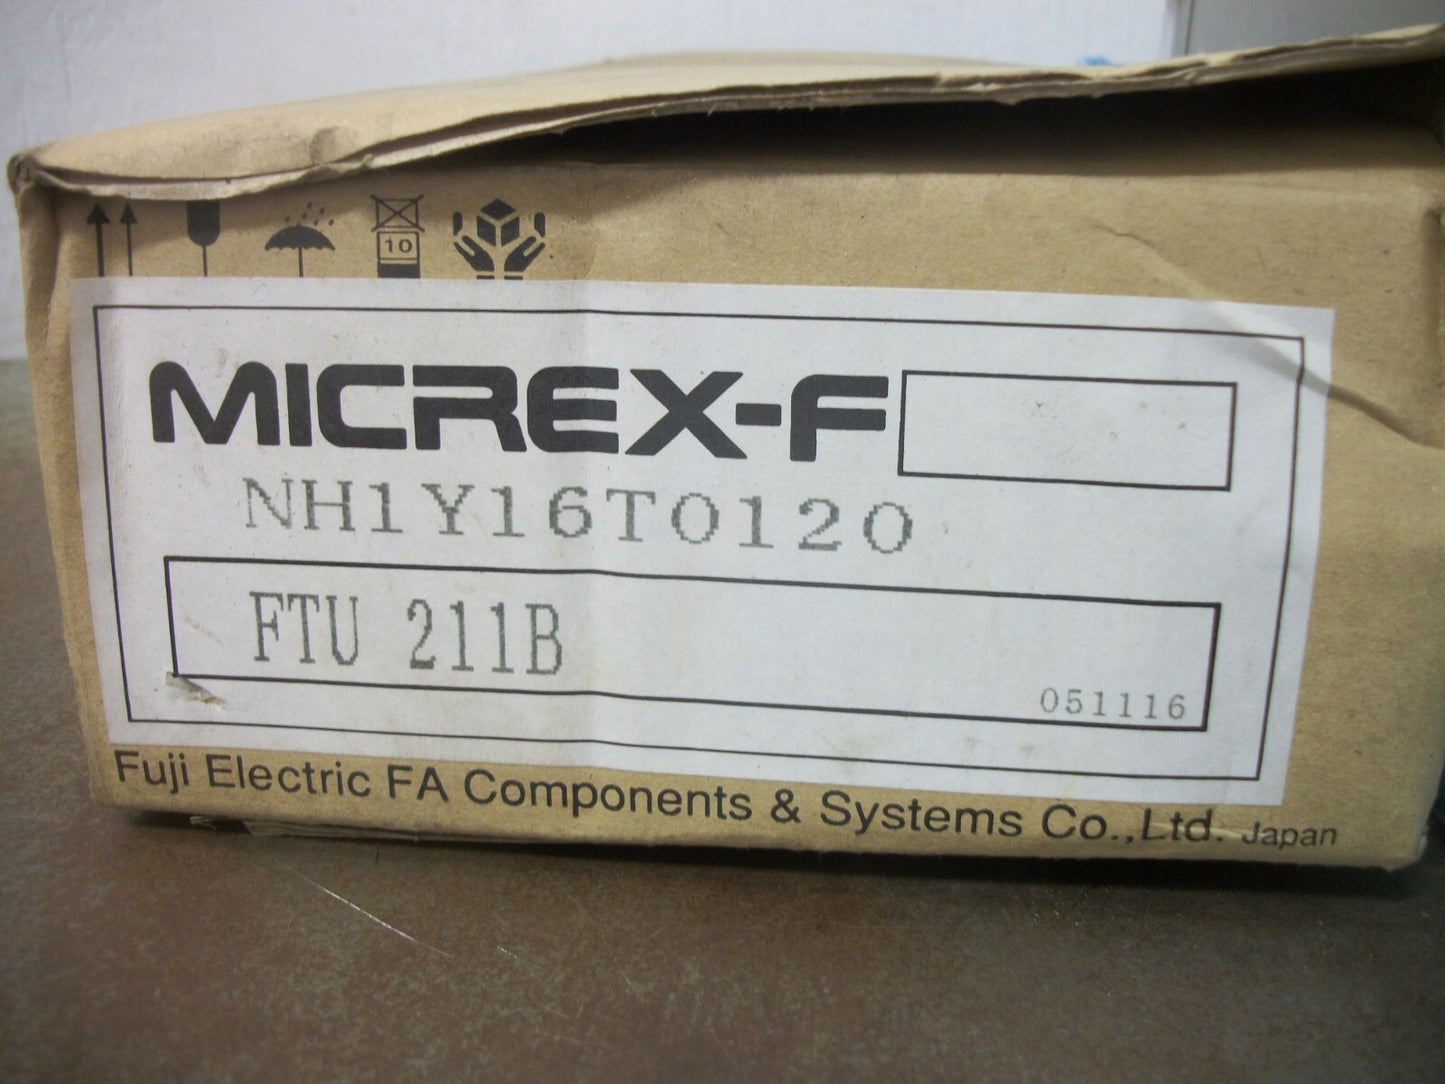 10
MICREX-F
NH1Y16T0120
FTU 211B
051116
Fuji Electric FA Components & Systems Co.,Ltd. Japan